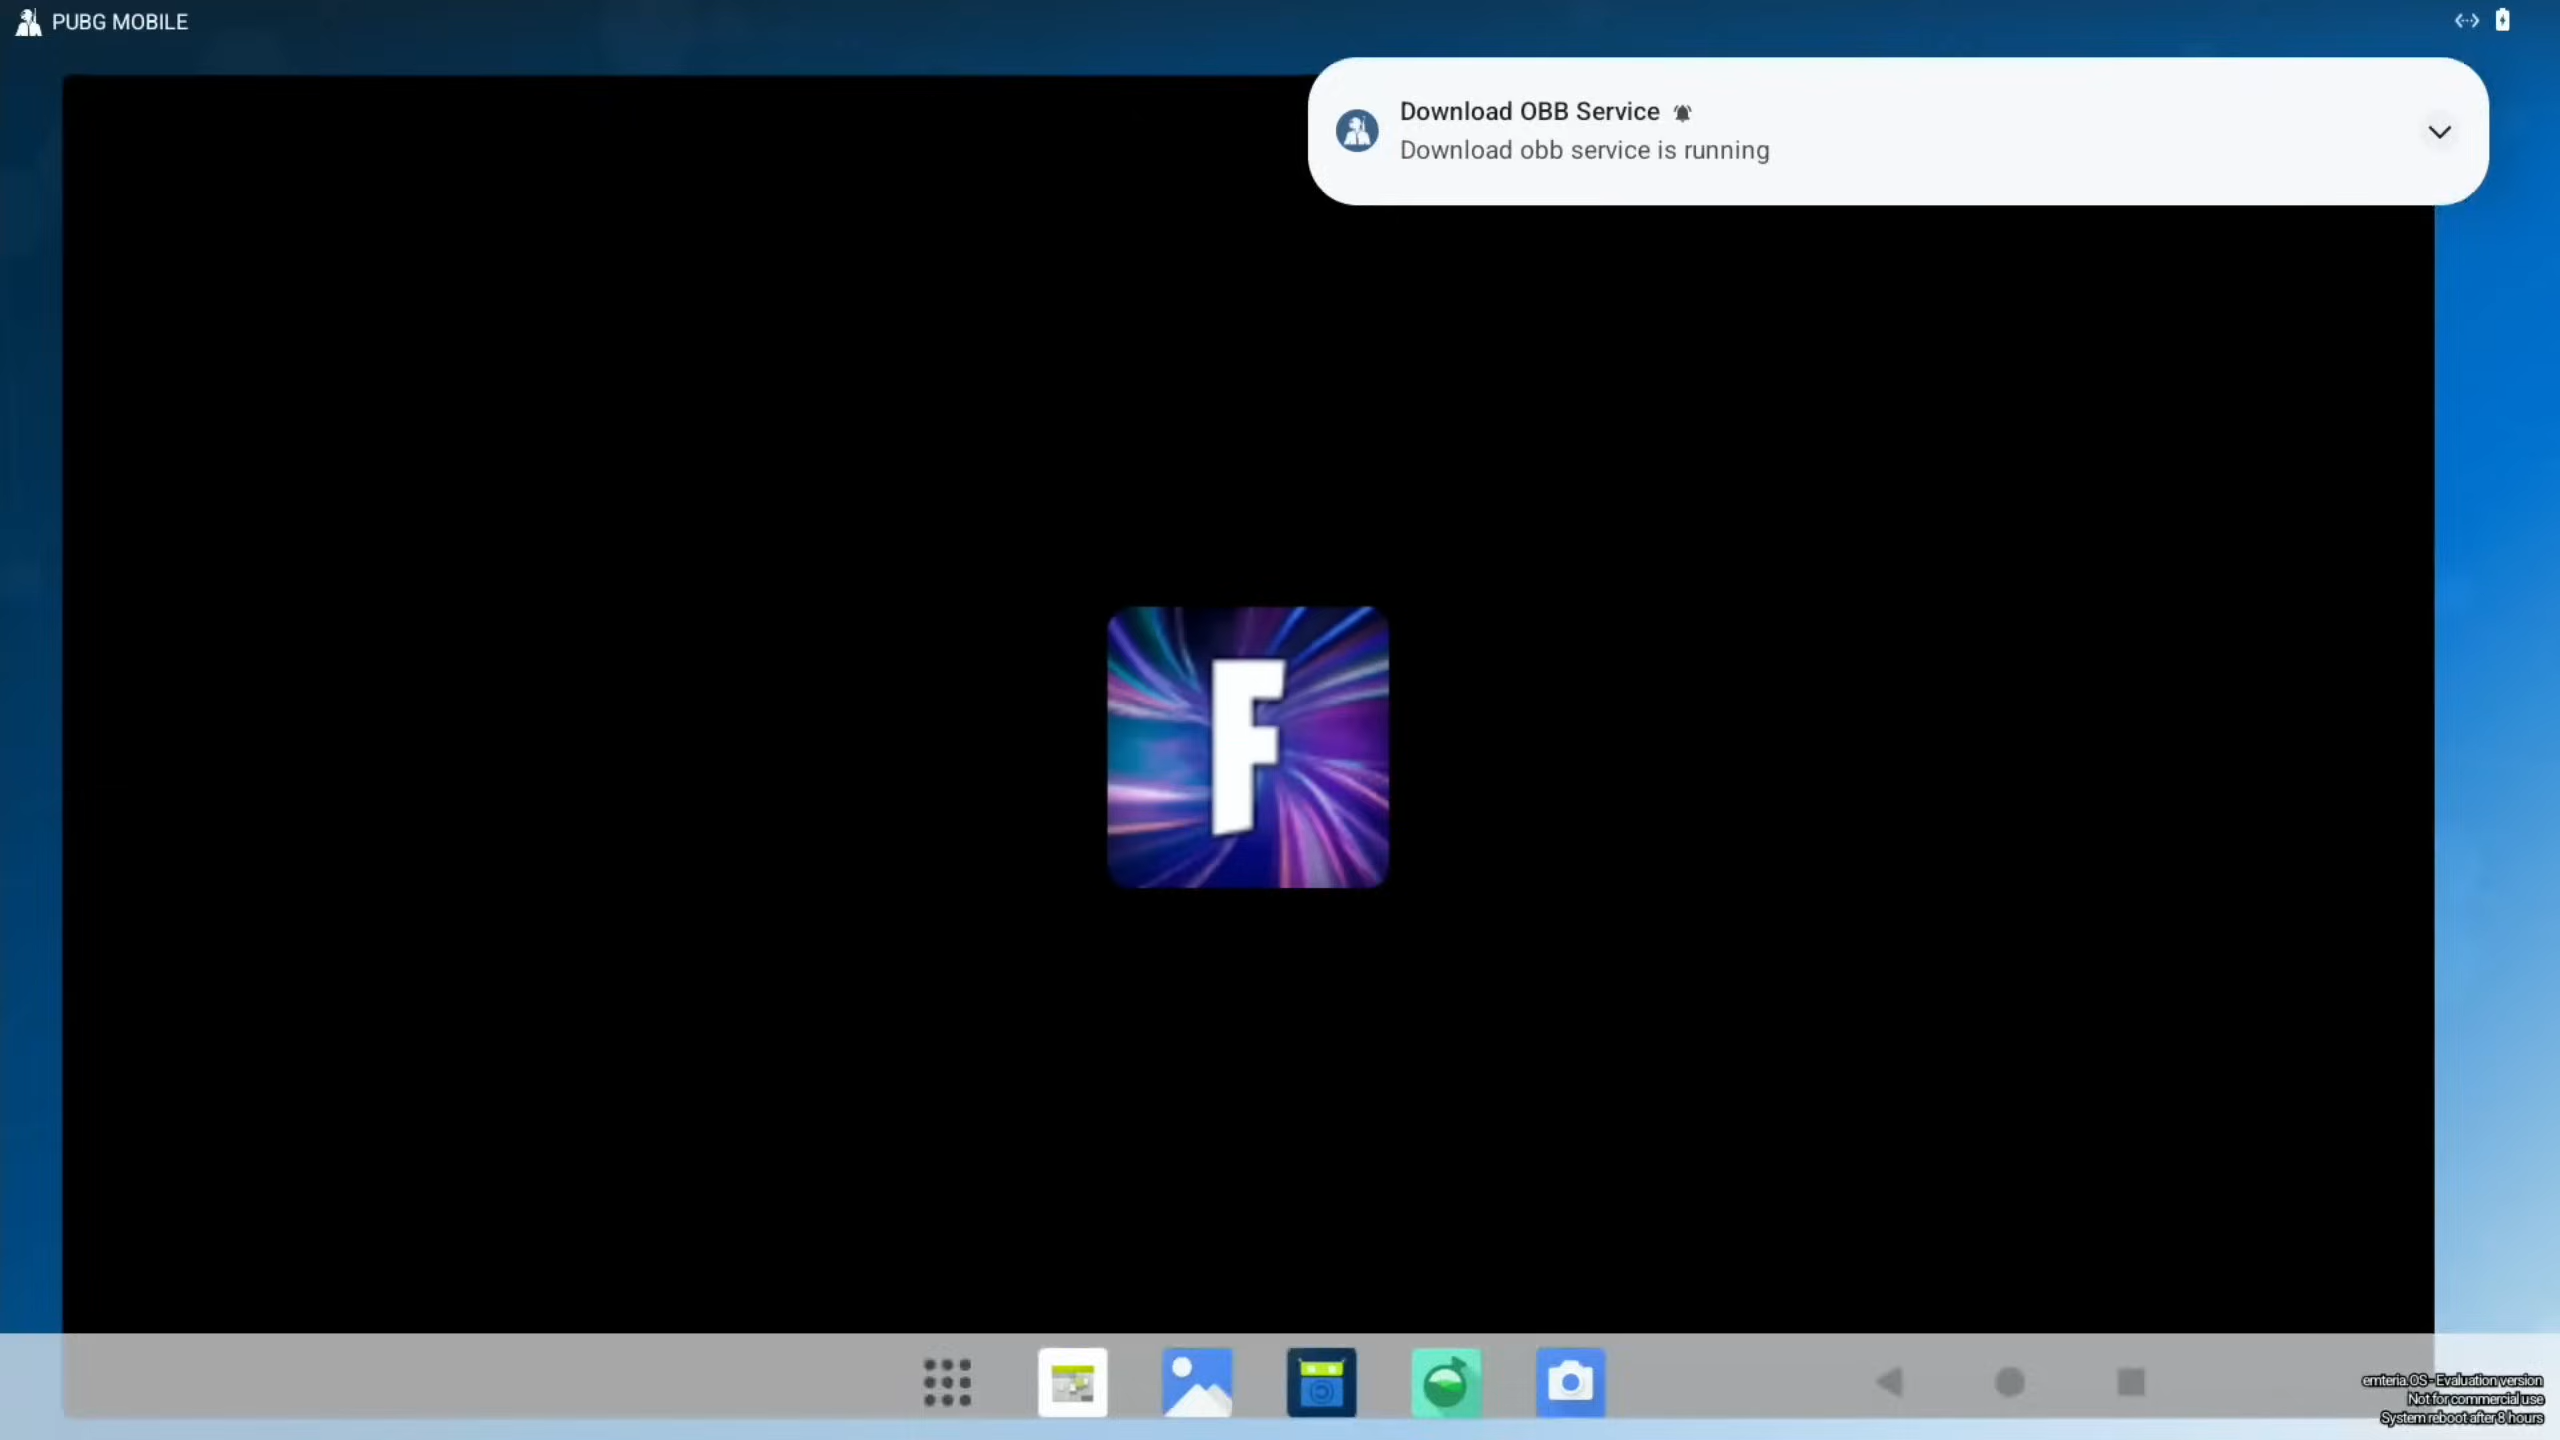 PUBG MOBILE
Download OBB Service
Download obb service is running
F
emteria.OS - Evaluation version
Not for commercial use
System reboot after 8 hours